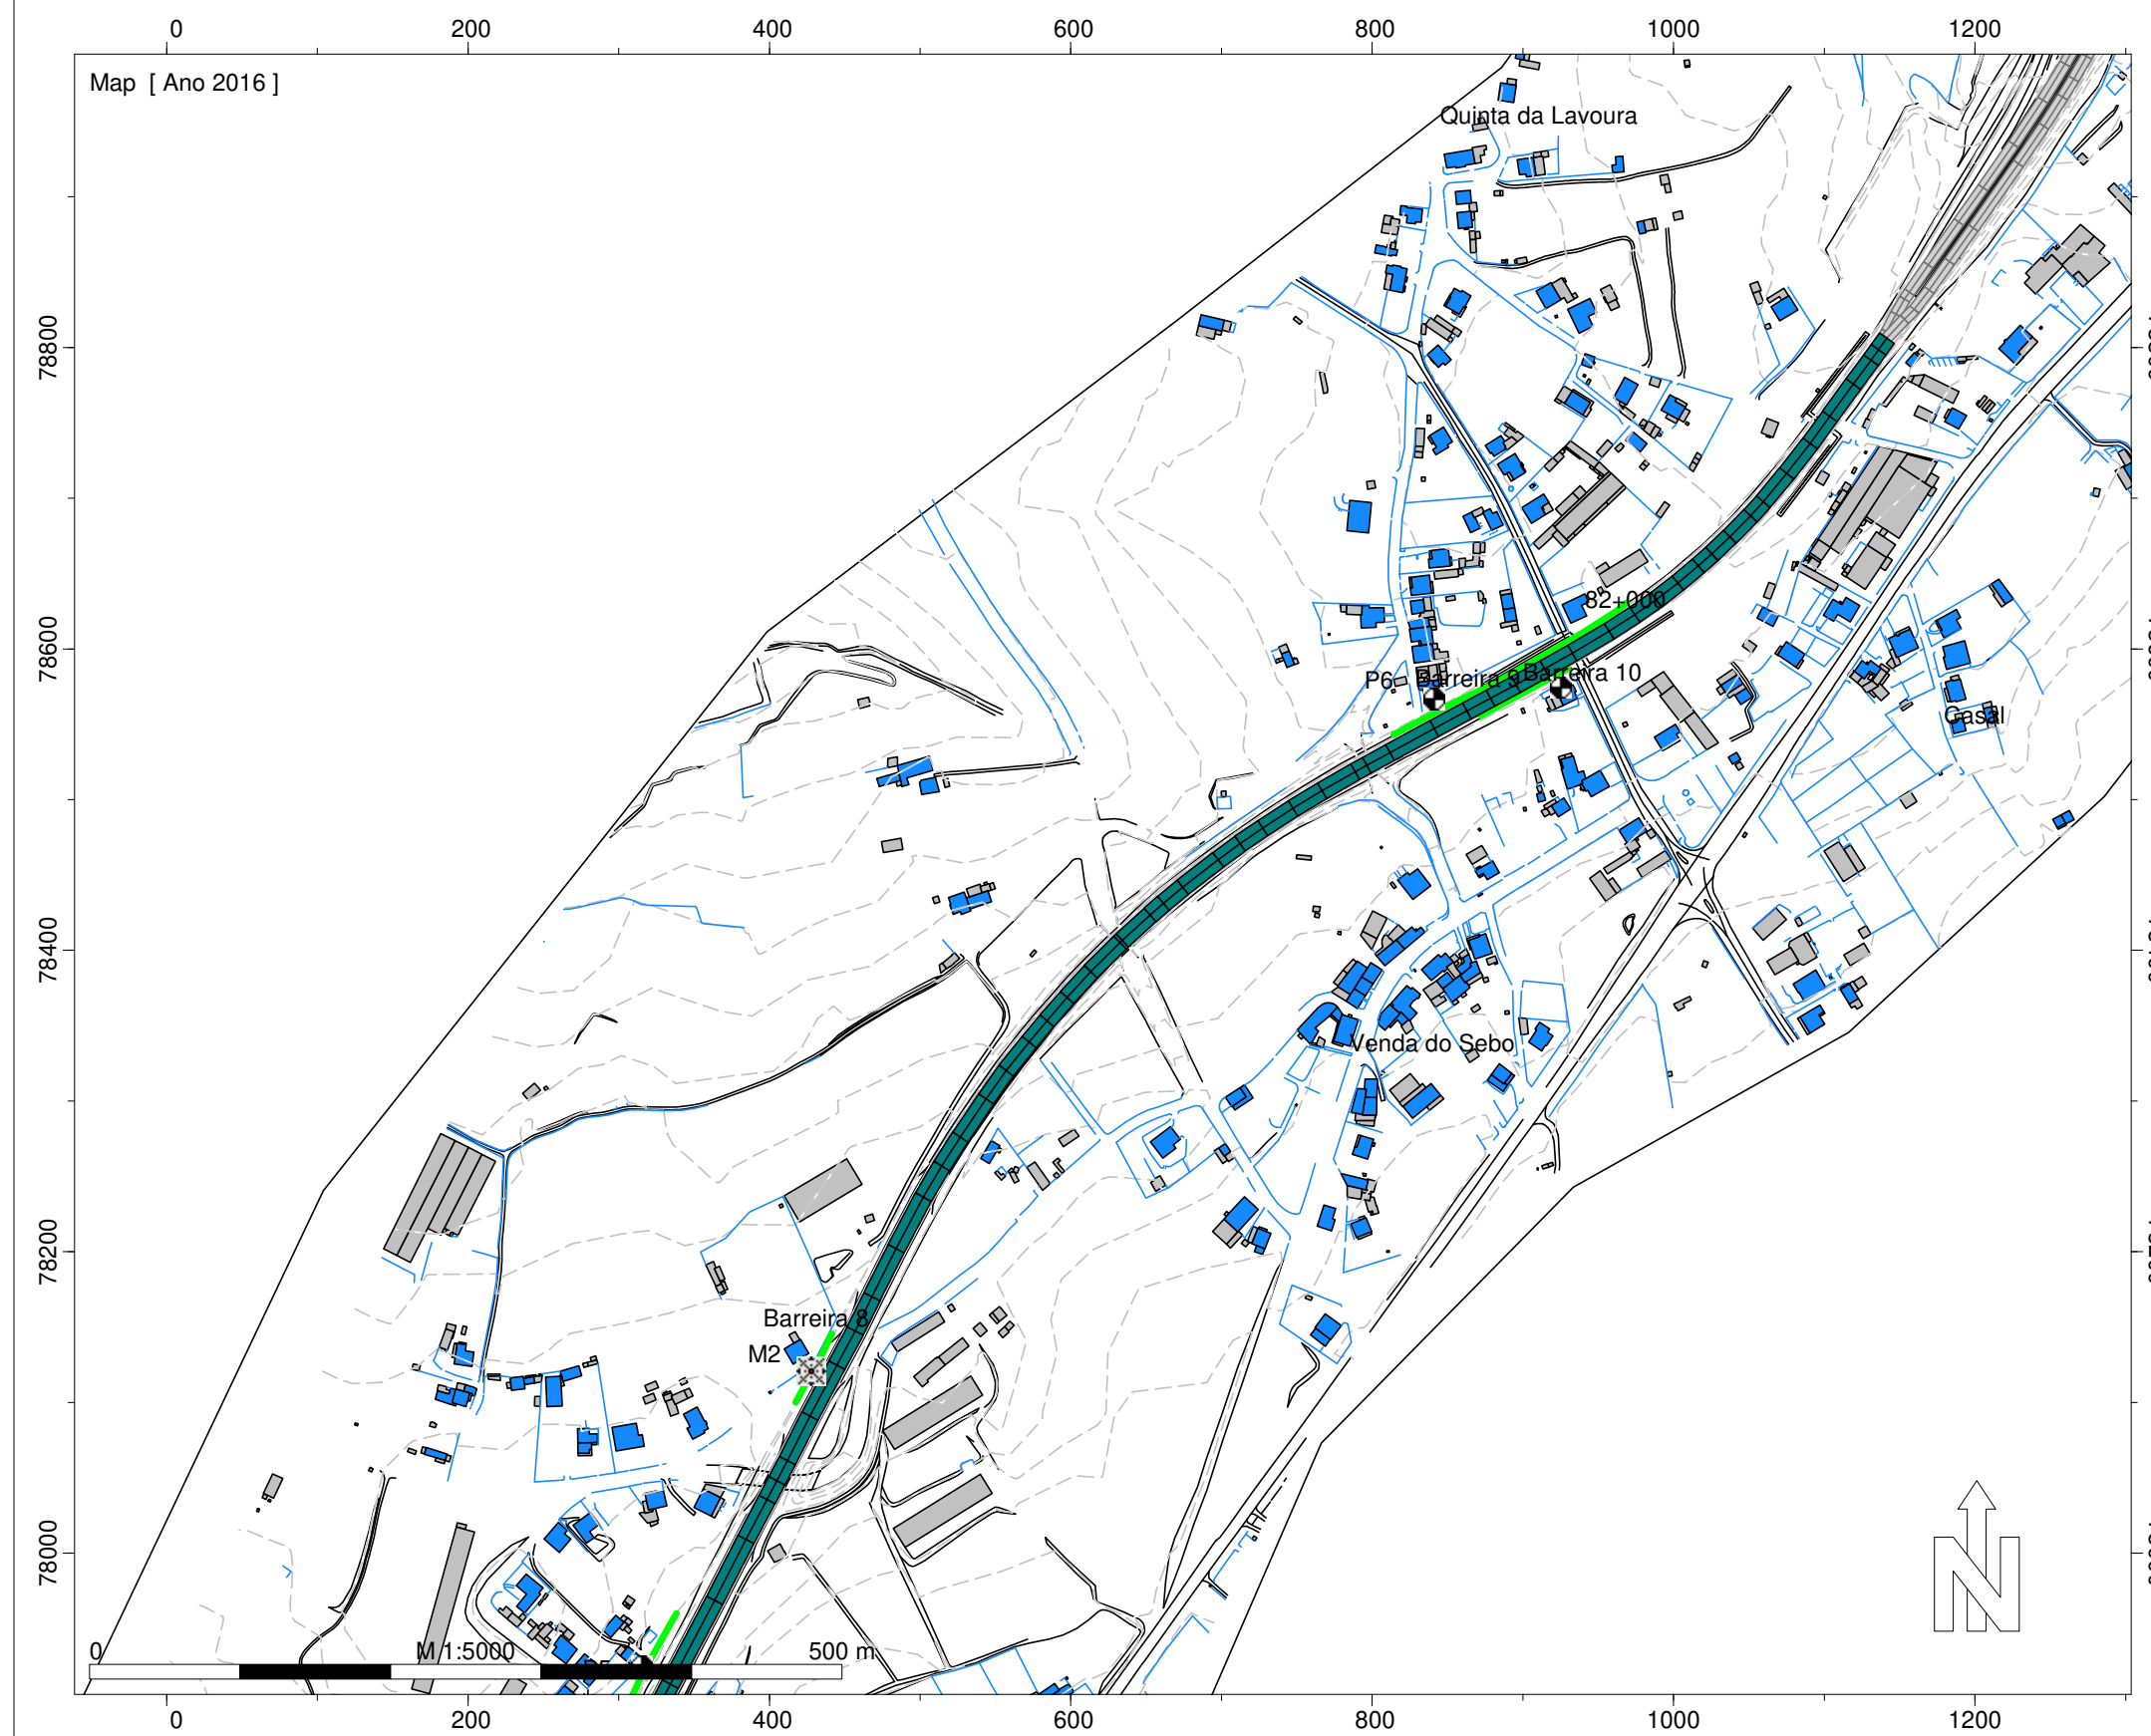 0 200 400 600 800 1000 1200
Map [ Ano 2016 ]
Quinta da Lavoura
78800
82+000
78600
P6 Barreira 9 Barreira 10
Casal
78400
Venda do Sebo
78200
Barreira 8
M2
78000
0 M 1:5000 500 m
N
0 200 400 600 800 1000 1200